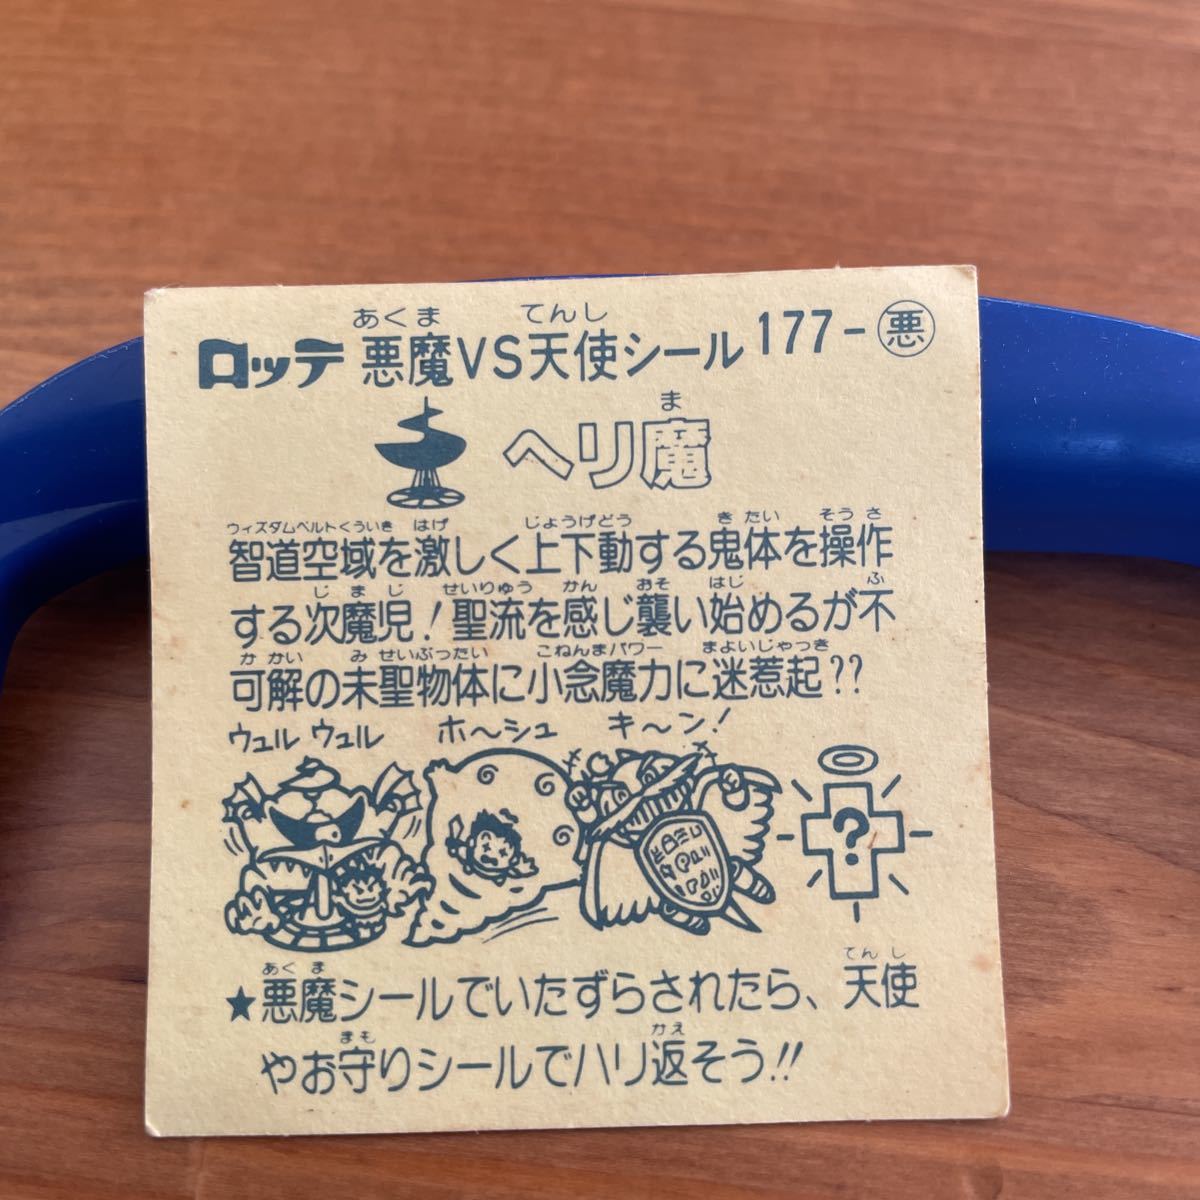 あくま てんし
ロッテ 悪魔VS天使シール 177-悪
ま
ヘリ魔
ウィズダムベルトくういき はげ じょうげどう きたい そうさ
智道空域を激しく上下動する鬼体を操作
じまじ せいりゅう かん おそ はじ ふ
する次魔児!聖流を感じ襲い始めるが不
かかい みせいぶったい こねんまパワー まよいじゃっき
可解の未聖物体に小念魔力に迷惹起??
ウュル ウュル ホ〜シュ キ〜ン!
?
あくま てんし
★悪魔シールでいたずらされたら、天使
まも かえ
やお守りシールでハリ返そう!!